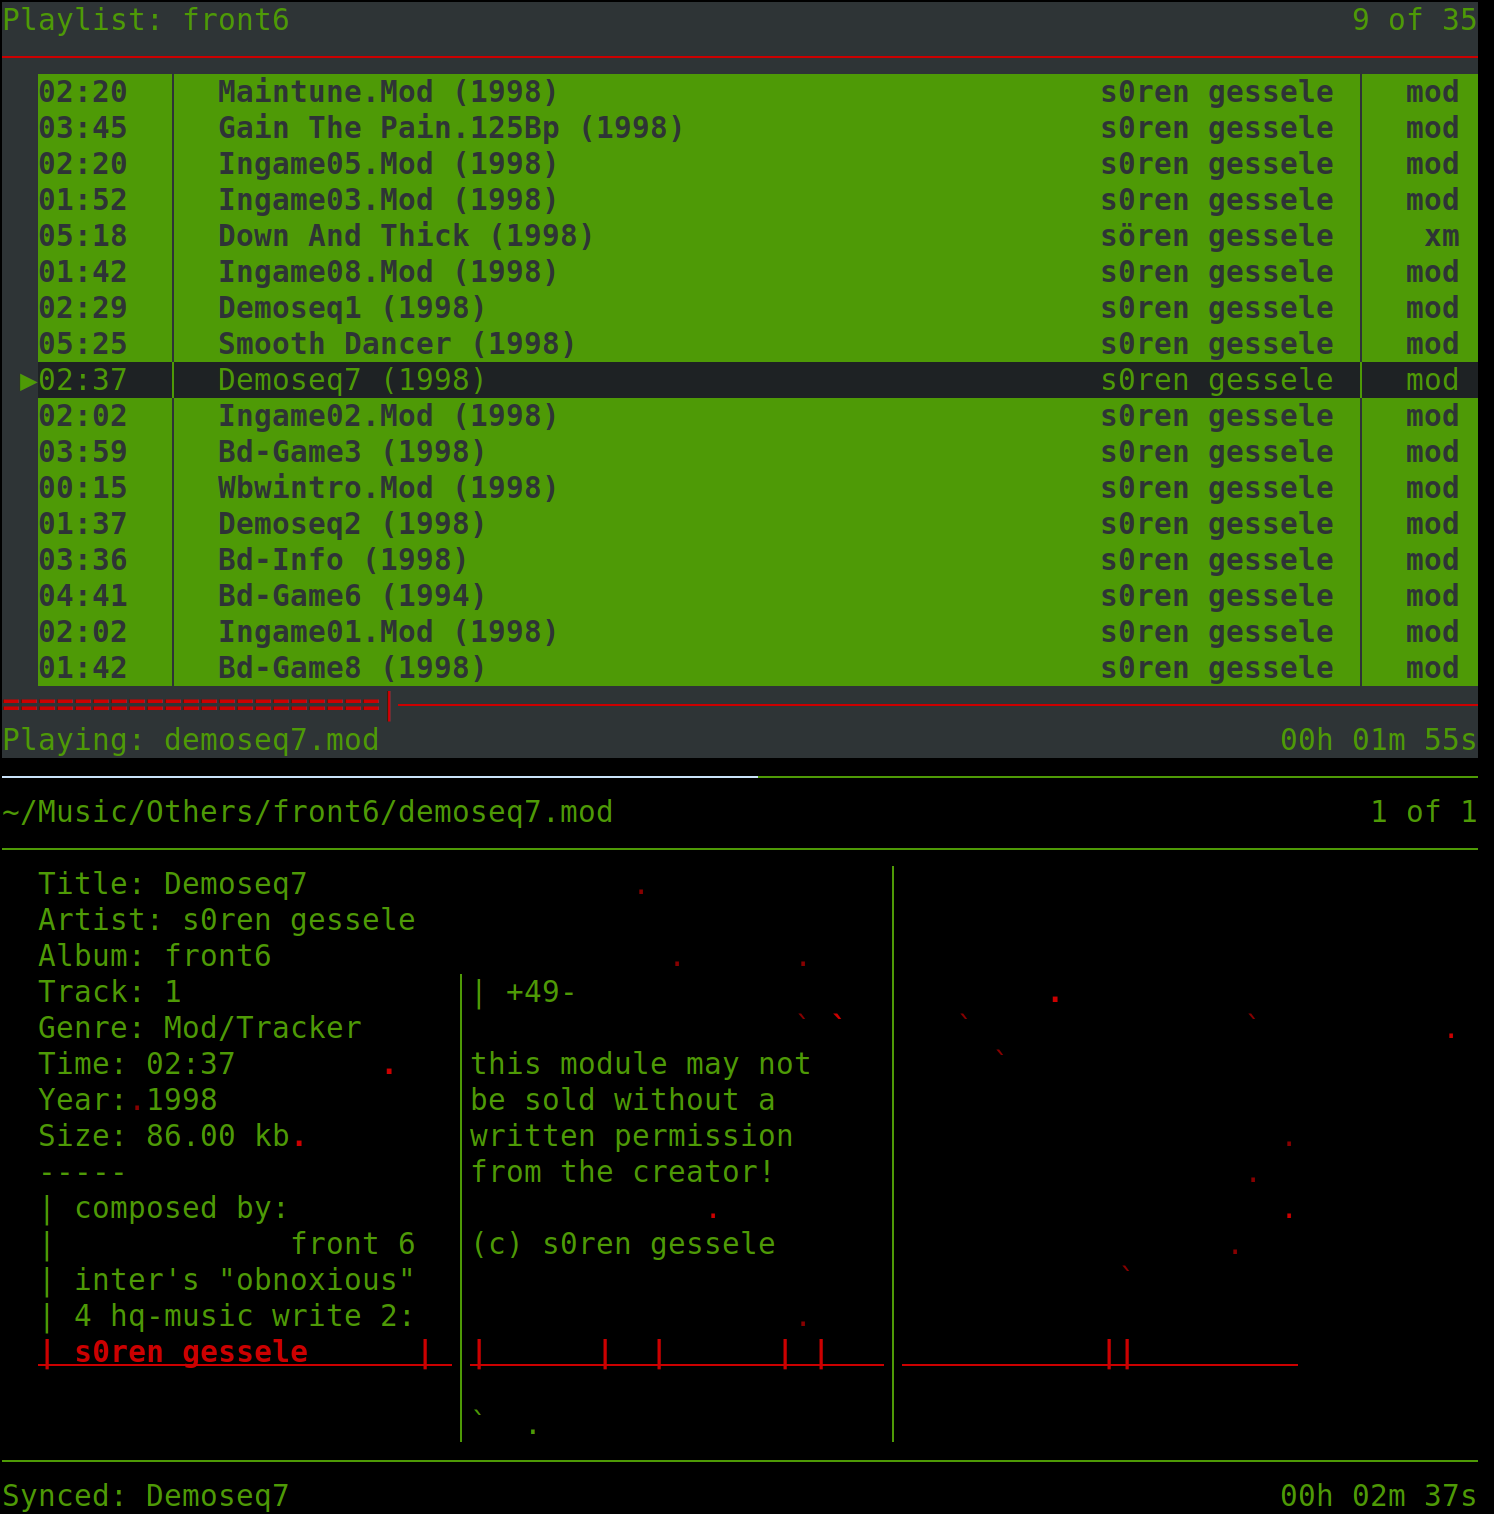 Playlist: front6 9 of 35
02:20 Maintune.Mod (1998) s0ren gessele mod
03:45 Gain The Pain.125Bp (1998) s0ren gessele mod
02:20 Ingame05.Mod (1998) s0ren gessele mod
01:52 Ingame03.Mod (1998) s0ren gessele mod
05:18 Down And Thick (1998) sören gessele xm
01:42 Ingame08.Mod (1998) s0ren gessele mod
02:29 Demoseq1 (1998) s0ren gessele mod
05:25 Smooth Dancer (1998) s0ren gessele mod
▶02:37 Demoseq7 (1998) s0ren gessele mod
02:02 Ingame02.Mod (1998) s0ren gessele mod
03:59 Bd-Game3 (1998) s0ren gessele mod
00:15 Wbwintro.Mod (1998) s0ren gessele mod
01:37 Demoseq2 (1998) s0ren gessele mod
03:36 Bd-Info (1998) s0ren gessele mod
04:41 Bd-Game6 (1994) s0ren gessele mod
02:02 Ingame01.Mod (1998) s0ren gessele mod
01:42 Bd-Game8 (1998) s0ren gessele mod
=====================|
Playing: demoseq7.mod 00h 01m 55s
~/Music/Others/front6/demoseq7.mod 1 of 1
Title: Demoseq7
Artist: s0ren gessele
Album: front6
Track: 1
Genre: Mod/Tracker
Time: 02:37
Year: 1998
Size: 86.00 kb
-----
| composed by:
| front 6
| inter's "obnoxious"
| 4 hq-music write 2:
| s0ren gessele |
| +49-
this module may not
be sold without a
written permission
from the creator!
(c) s0ren gessele
| | | | |
||
` .
Synced: Demoseq7 00h 02m 37s